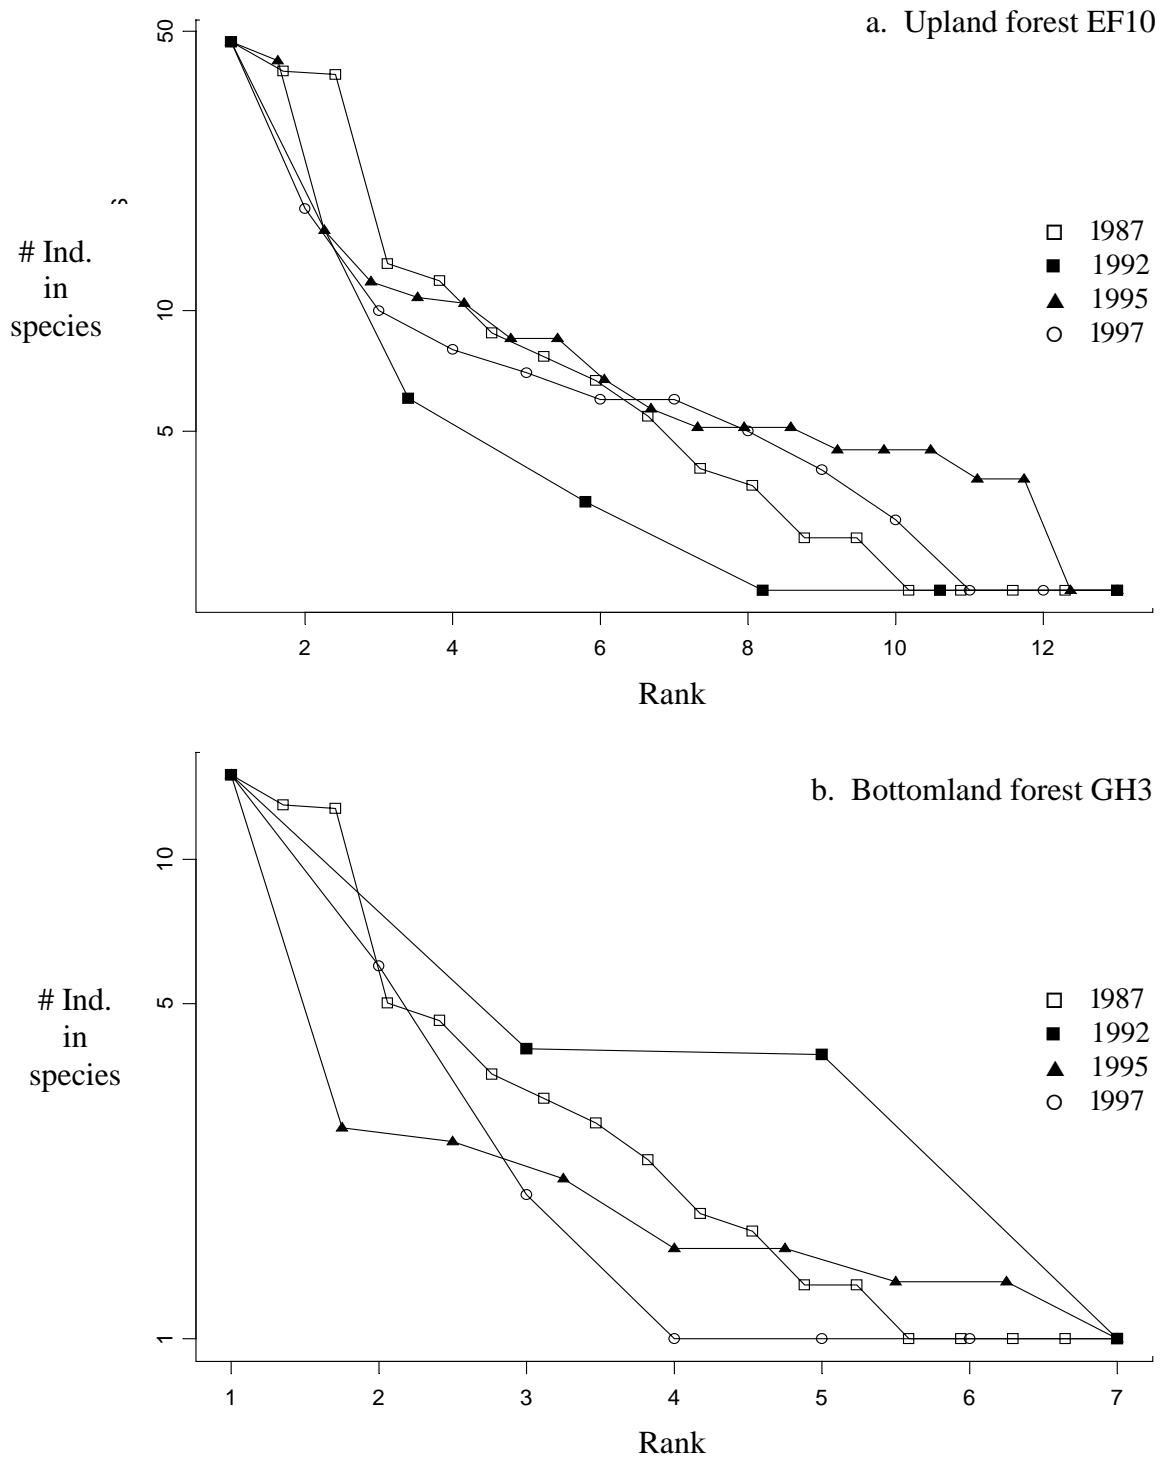 a. Upland forest EF10
50
10
5
# Ind.
in
species
1987
1992
1995
1997
2 4 6 8 10 12
Rank
b. Bottomland forest GH3
10
5
1
# Ind.
in
species
1987
1992
1995
1997
1 2 3 4 5 6 7
Rank